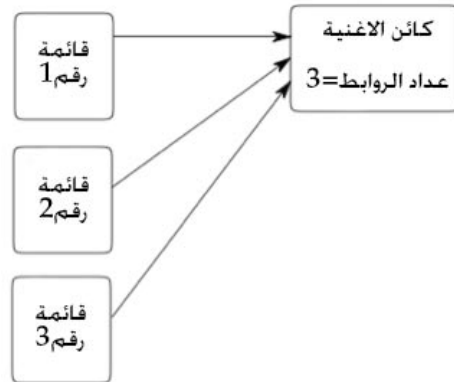 كائن الاغنية
عداد الروابط=3
قائمة
رقم1
قائمة
رقم2
قائمة
رقم3